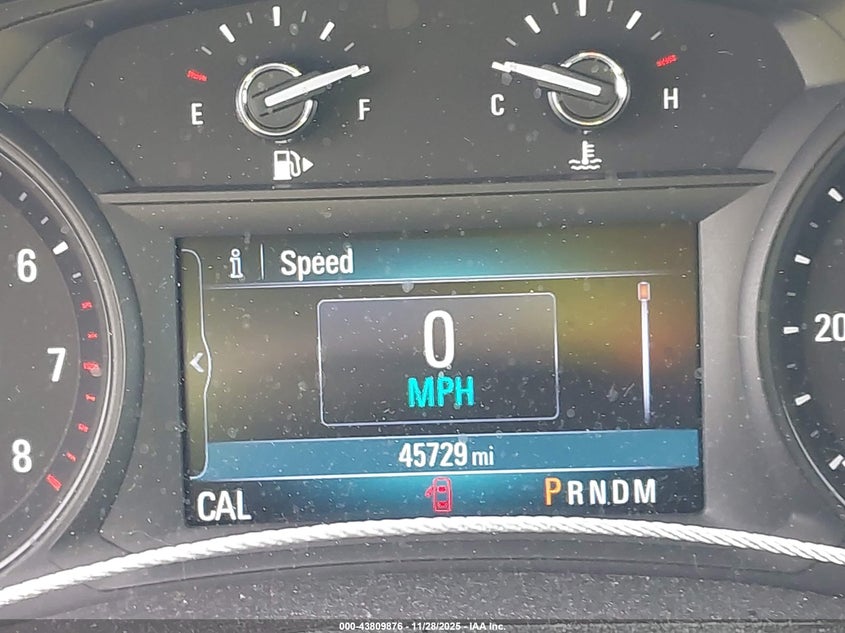 E F
C H
i Speed
6
7
8
20
<
0
MPH
45729 mi
CAL
PRNDM
000-43809876 - 11/28/2025 - IAA Inc.